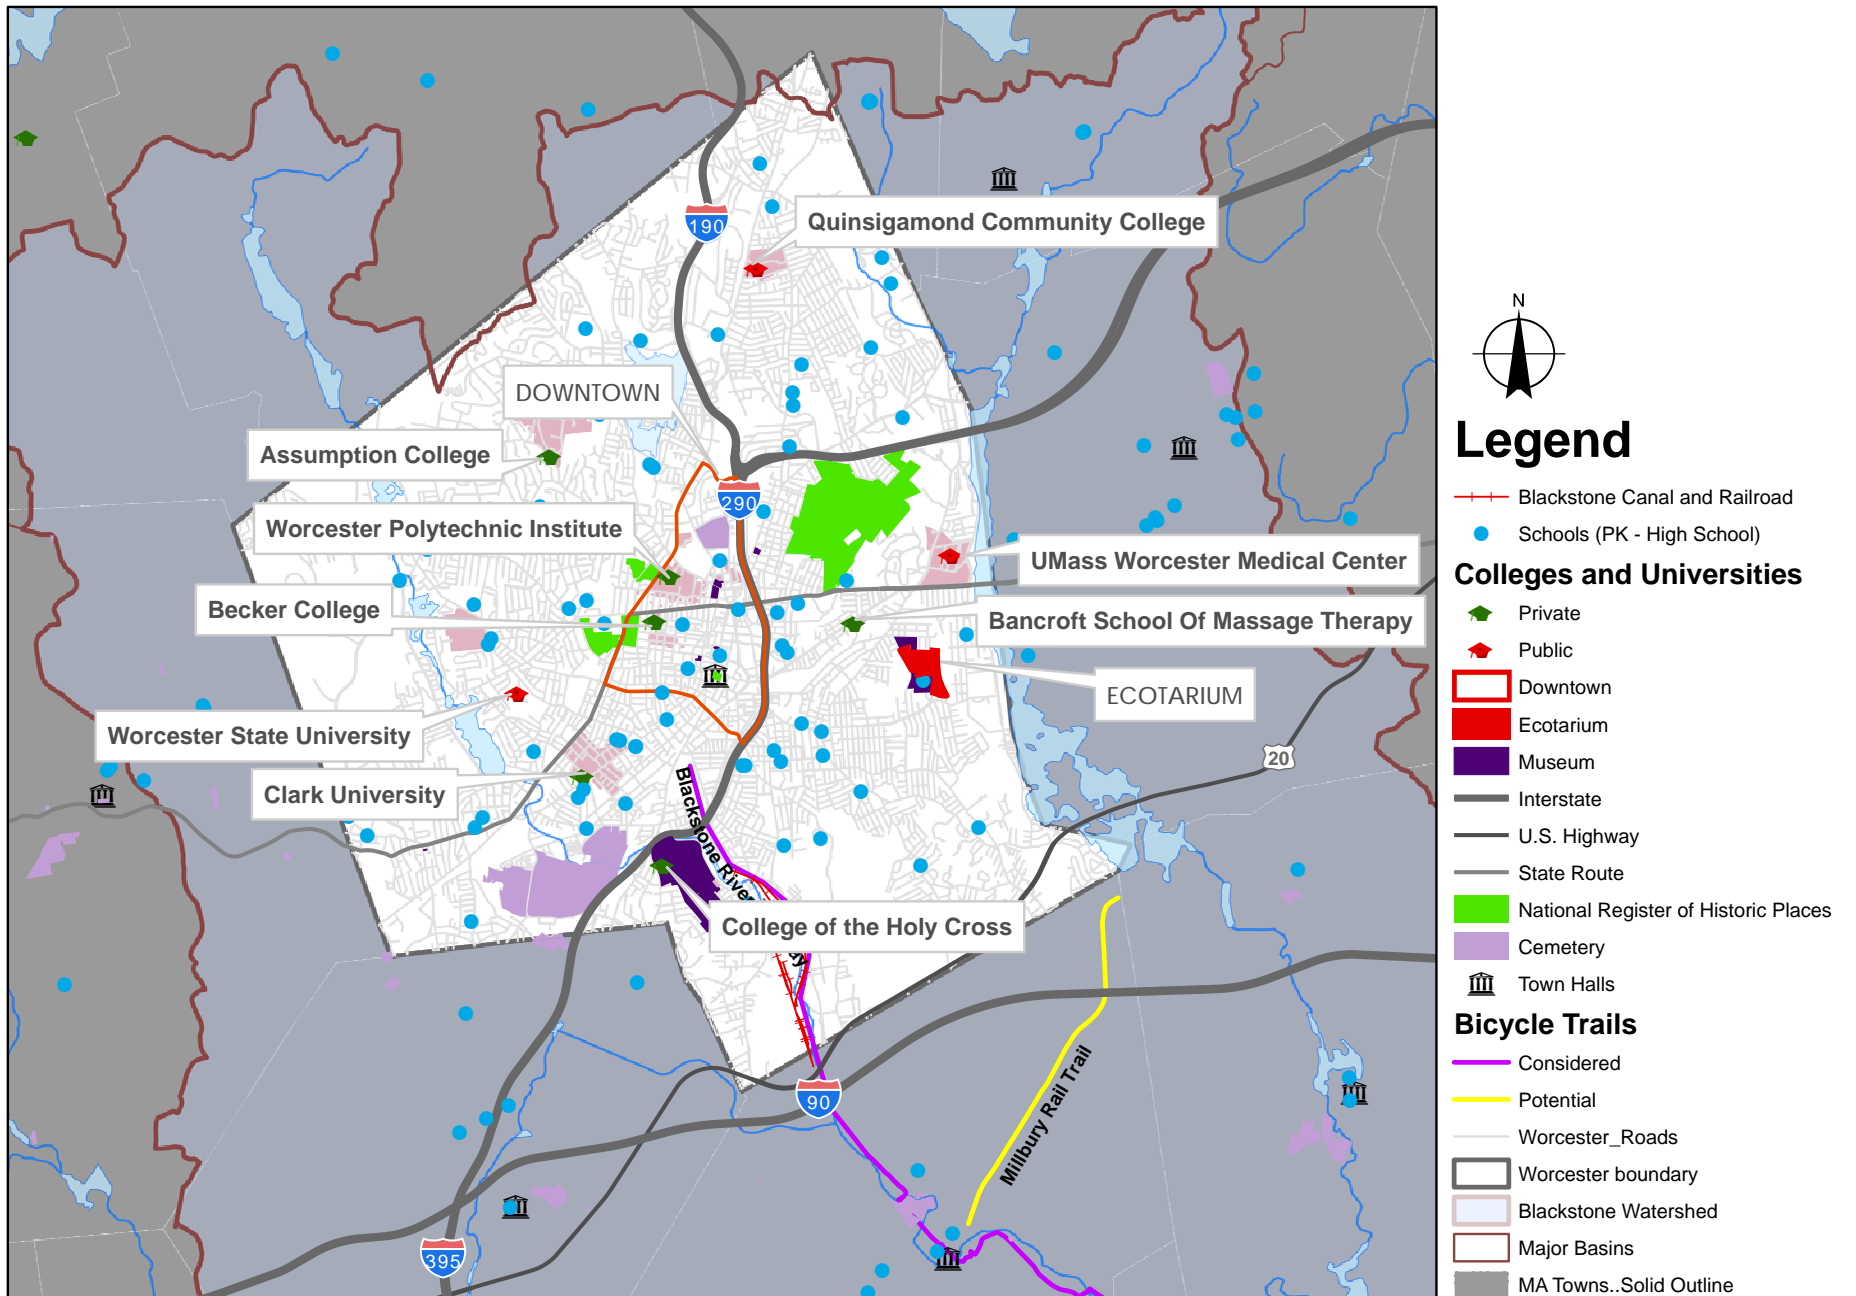 190
Quinsigamond Community College
DOWNTOWN
Assumption College
290
Worcester Polytechnic Institute
UMass Worcester Medical Center
Becker College
Bancroft School Of Massage Therapy
ECOTARIUM
Worcester State University
20
Clark University
Blackstone River
College of the Holy Cross
90
Millbury Rail Trail
395
N
Legend
Blackstone Canal and Railroad
Schools (PK - High School)
Colleges and Universities
Private
Public
Downtown
Ecotarium
Museum
Interstate
U.S. Highway
State Route
National Register of Historic Places
Cemetery
Town Halls
Bicycle Trails
Considered
Potential
Worcester_Roads
Worcester boundary
Blackstone Watershed
Major Basins
MA Towns..Solid Outline